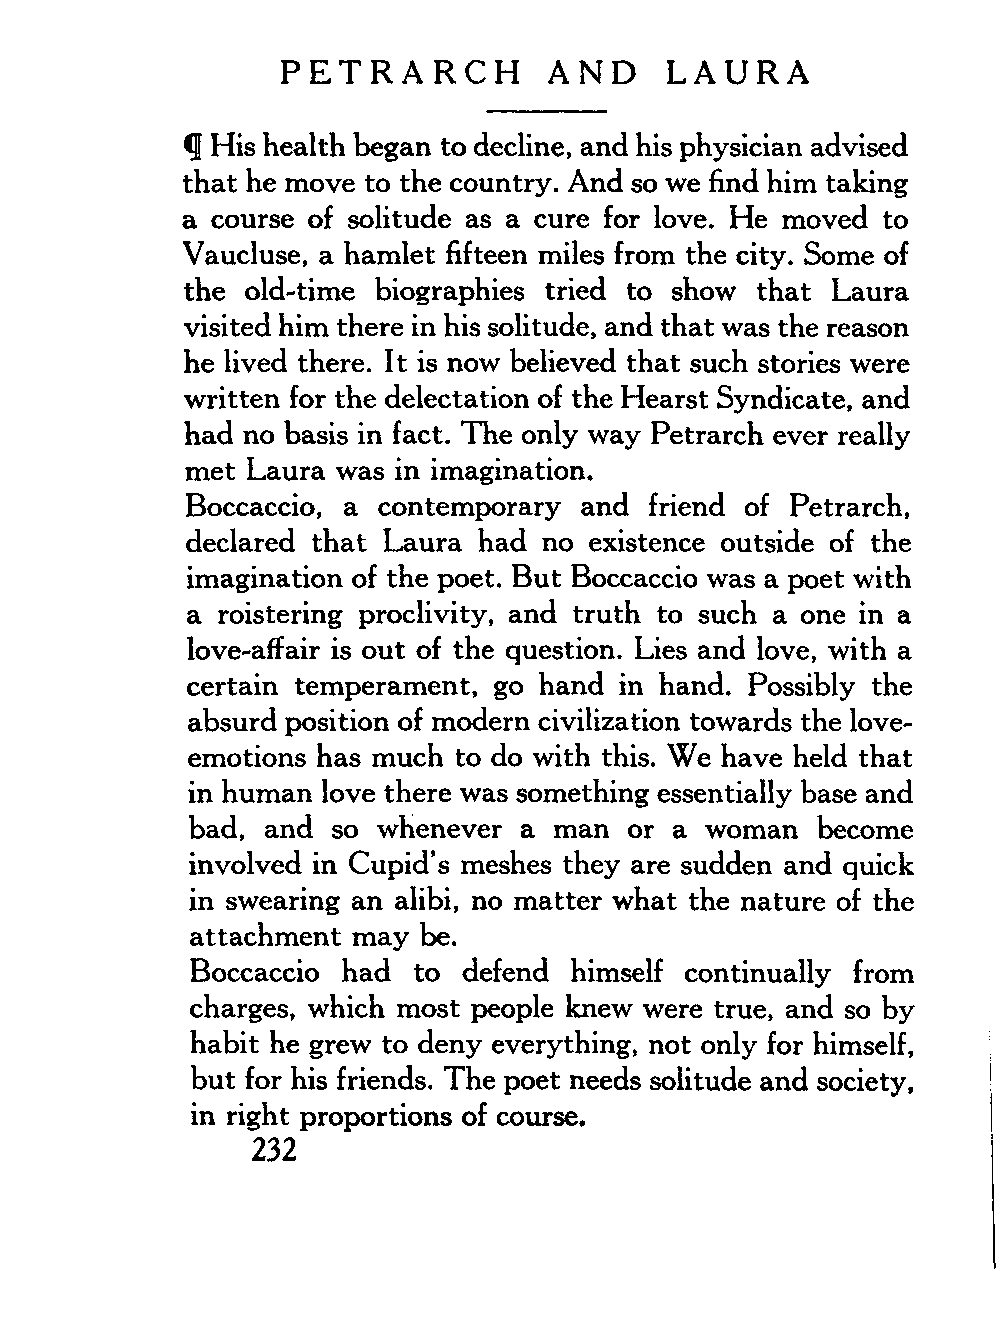 PETRARCH AND LAURA
¶ His health began to decline, and his physician advised
that he move to the country. And so we find him taking
a course of solitude as a cure for love. He moved to
Vaucluse, a hamlet fifteen miles from the city. Some of
the old-time biographies tried to show that Laura
visited him there in his solitude, and that was the reason
he lived there. It is now believed that such stories were
written for the delectation of the Hearst Syndicate, and
had no basis in fact. The only way Petrarch ever really
met Laura was in imagination.
Boccaccio, a contemporary and friend of Petrarch,
declared that Laura had no existence outside of the
imagination of the poet. But Boccaccio was a poet with
a roistering proclivity, and truth to such a one in a
love-affair is out of the question. Lies and love, with a
certain temperament, go hand in hand. Possibly the
absurd position of modern civilization towards the love-
emotions has much to do with this. We have held that
in human love there was something essentially base and
bad, and so whenever a man or a woman become
involved in Cupid's meshes they are sudden and quick
in swearing an alibi, no matter what the nature of the
attachment may be.
Boccaccio had to defend himself continually from
charges, which most people knew were true, and so by
habit he grew to deny everything, not only for himself,
but for his friends. The poet needs solitude and society,
in right proportions of course.
232